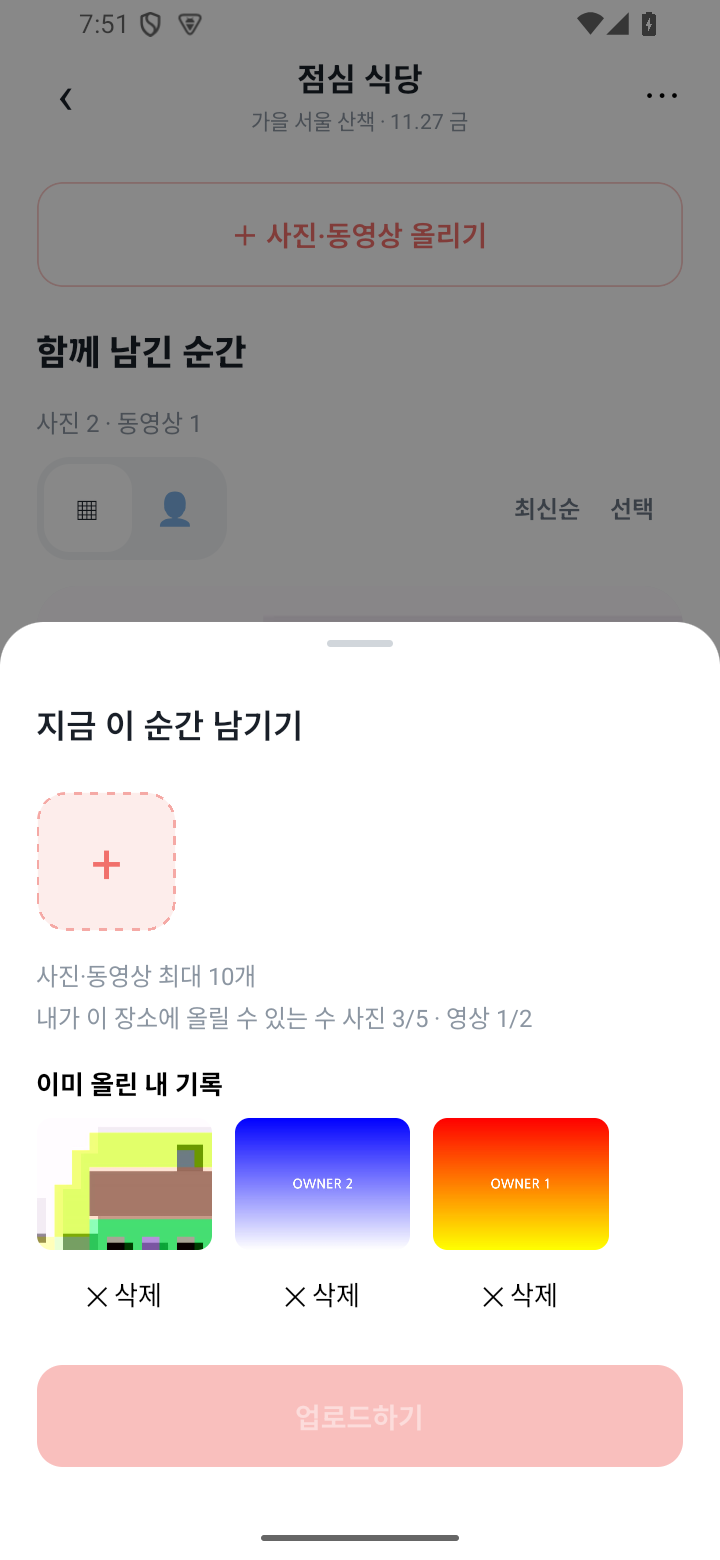 7:51
점심 식당
가을 서울 산책 · 11.27 금
+ 사진·동영상 올리기
함께 남긴 순간
사진 2 · 동영상 1
최신순 선택
지금 이 순간 남기기
+
사진·동영상 최대 10개
내가 이 장소에 올릴 수 있는 수 사진 3/5 · 영상 1/2
이미 올린 내 기록
OWNER 2 OWNER 1
× 삭제 × 삭제 × 삭제
업로드하기